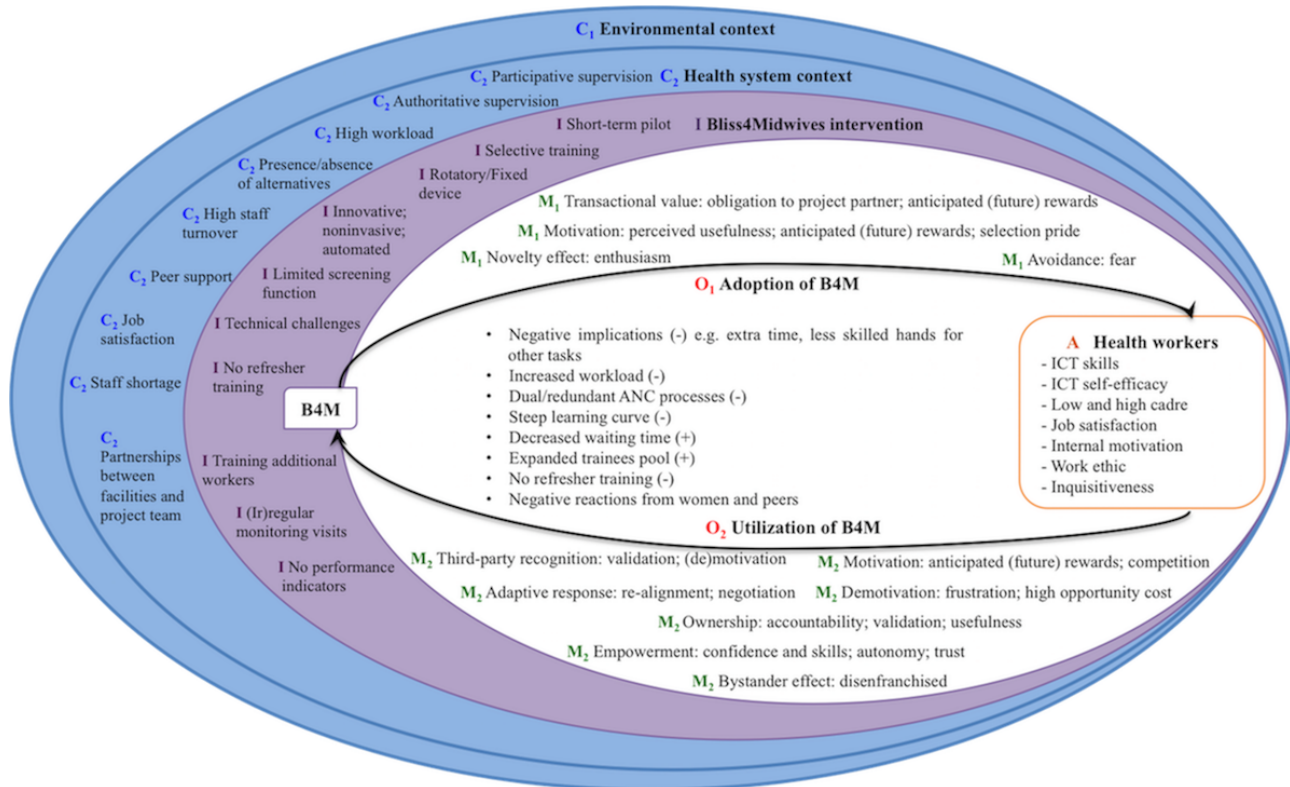 C1 Environmental context
C2 Participative supervision
C2 Health system context
C2 Authoritative supervision
C2 High workload
C2 Presence/absence
of alternatives
C2 High staff
turnover
C2 Peer support
C2 Job
satisfaction
C2 Staff shortage
C2
Partnerships
between
facilities and
project team
I Short-term pilot
I Bliss4Midwives intervention
I Selective training
I Rotatory/Fixed
device
I Innovative;
noninvasive;
automated
I Limited screening
function
I Technical challenges
I No refresher
training
I Training additional
workers
I (Ir)regular
monitoring visits
I No performance
indicators
M1 Transactional value: obligation to project partner; anticipated (future) rewards
M1 Motivation: perceived usefulness; anticipated (future) rewards; selection pride
M1 Novelty effect: enthusiasm
M1 Avoidance: fear
O1 Adoption of B4M
B4M
• Negative implications (-) e.g. extra time, less skilled hands for
other tasks
• Increased workload (-)
• Dual/redundant ANC processes (-)
• Steep learning curve (-)
• Decreased waiting time (+)
• Expanded trainees pool (+)
• No refresher training (-)
• Negative reactions from women and peers
A Health workers
- ICT skills
- ICT self-efficacy
- Low and high cadre
- Job satisfaction
- Internal motivation
- Work ethic
- Inquisitiveness
O2 Utilization of B4M
M2 Third-party recognition: validation; (de)motivation
M2 Motivation: anticipated (future) rewards; competition
M2 Adaptive response: re-alignment; negotiation
M2 Demotivation: frustration; high opportunity cost
M2 Ownership: accountability; validation; usefulness
M2 Empowerment: confidence and skills; autonomy; trust
M2 Bystander effect: disenfranchised